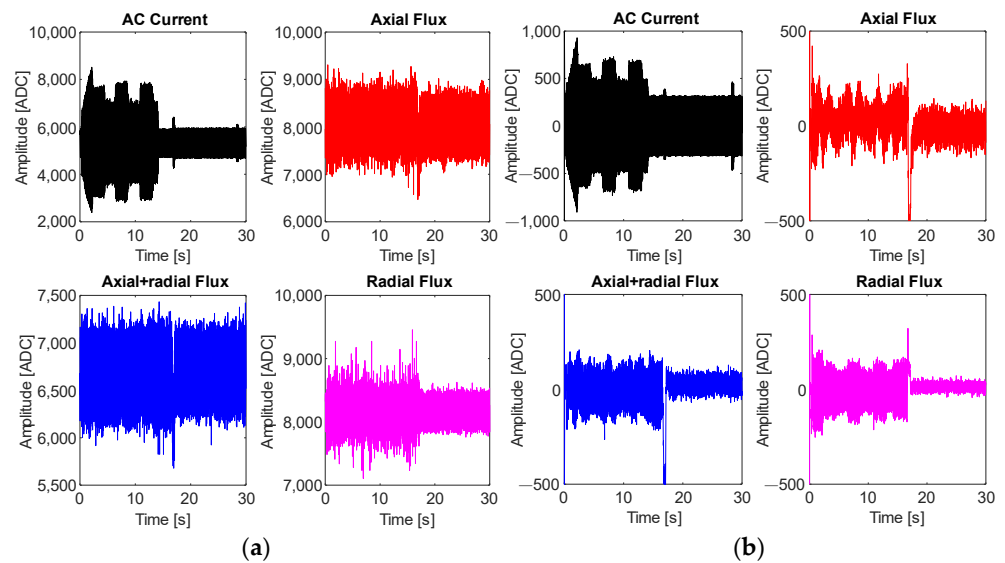 AC Current
10,000
8,000
6,000
4,000
2,000
Amplitude [ADC]
0 10 20 30
Time [s]
Axial Flux
10,000
9,000
8,000
7,000
6,000
Amplitude [ADC]
0 10 20 30
Time [s]
AC Current
1,000
500
0
—500
—1,000
Amplitude [ADC]
0 10 20 30
Time [s]
Axial Flux
500
0
—500
Amplitude [ADC]
0 10 20 30
Time [s]
Axial+radial Flux
7,500
7,000
6,500
6,000
5,500
Amplitude [ADC]
0 10 20 30
Time [s]
Radial Flux
10,000
9,000
8,000
7,000
Amplitude [ADC]
0 10 20 30
Time [s]
Axial+radial Flux
500
0
—500
Amplitude [ADC]
0 10 20 30
Time [s]
Radial Flux
500
0
—500
Amplitude [ADC]
0 10 20 30
Time [s]
(a)
(b)